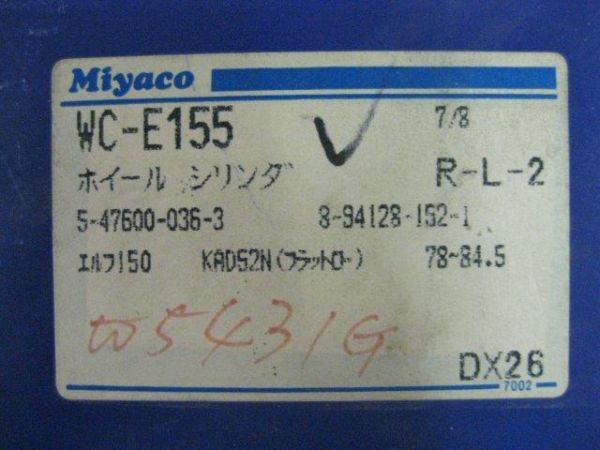 Miyaco
WC-E155 7/8
ホイール シリンダ R-L-2
5-47600-036-3 8-94128-152-1
エルフ150 KAD52N(フラットロー) 78~84.5
W5431G
DX26
7002